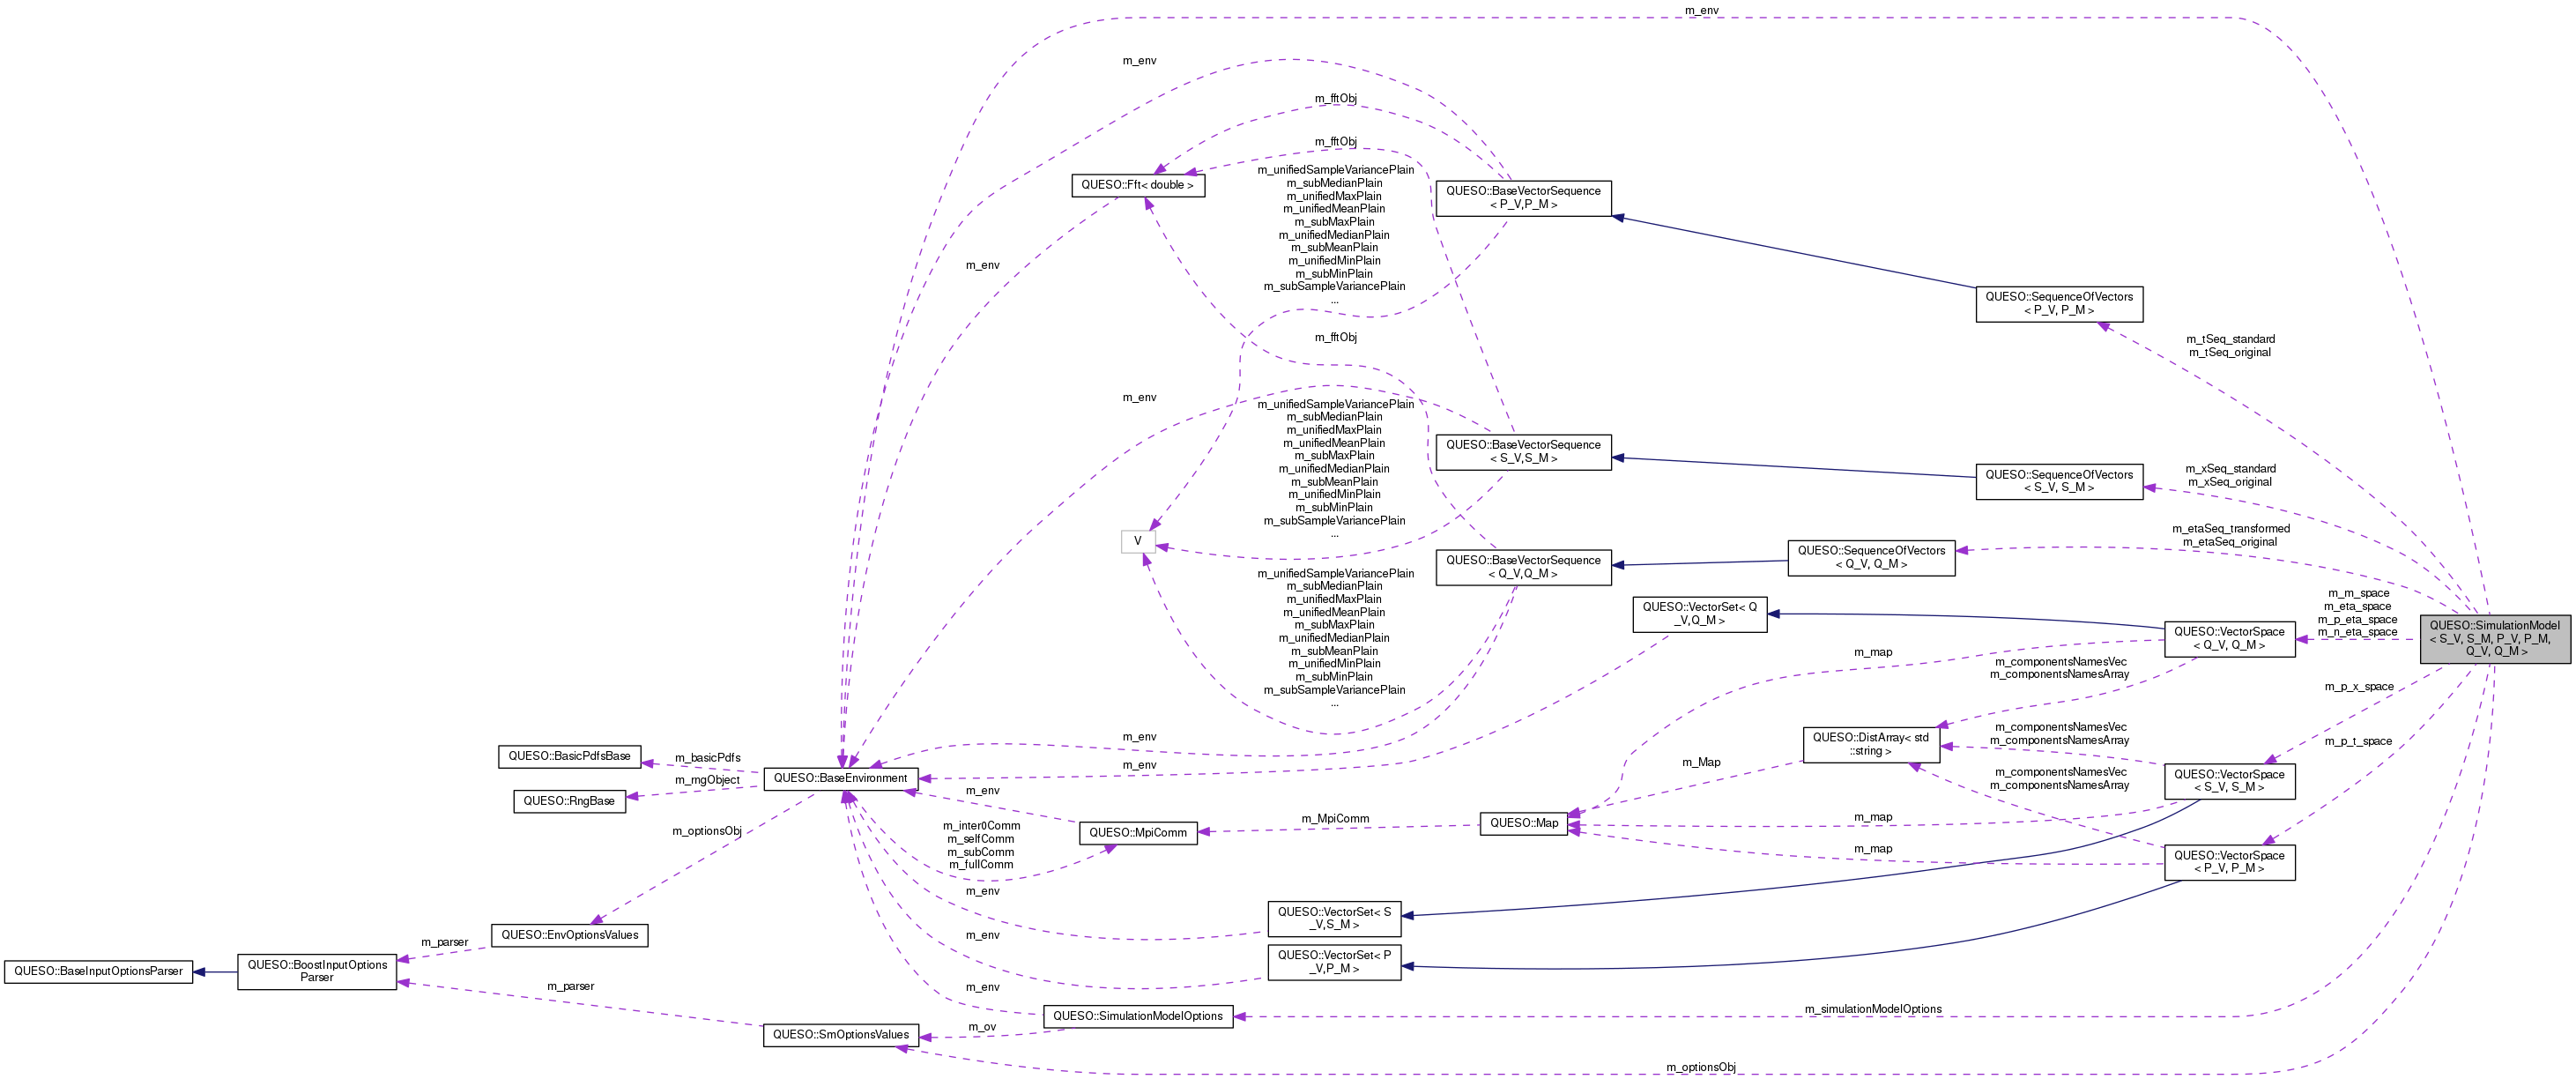 m_env
m_env
m_fftObj
m_fftObj
m_unifiedSampleVariancePlain
m_subMedianPlain
m_unifiedMaxPlain
m_unifiedMeanPlain
m_subMaxPlain
m_unifiedMedianPlain
m_subMeanPlain
m_unifiedMinPlain
m_subMinPlain
m_subSampleVariancePlain
...
QUESO::Fft< double >
QUESO::BaseVectorSequence
< P_V,P_M >
m_env
QUESO::SequenceOfVectors
< P_V, P_M >
m_fftObj
m_tSeq_standard
m_tSeq_original
m_env
m_unifiedSampleVariancePlain
m_subMedianPlain
m_unifiedMaxPlain
m_unifiedMeanPlain
m_subMaxPlain
m_unifiedMedianPlain
m_subMeanPlain
m_unifiedMinPlain
m_subMinPlain
m_subSampleVariancePlain
...
QUESO::BaseVectorSequence
< S_V,S_M >
QUESO::SequenceOfVectors
< S_V, S_M >
m_xSeq_standard
m_xSeq_original
V
m_etaSeq_transformed
m_etaSeq_original
QUESO::BaseVectorSequence
< Q_V,Q_M >
QUESO::SequenceOfVectors
< Q_V, Q_M >
m_unifiedSampleVariancePlain
m_subMedianPlain
m_unifiedMaxPlain
m_unifiedMeanPlain
m_subMaxPlain
m_unifiedMedianPlain
m_subMeanPlain
m_unifiedMinPlain
m_subMinPlain
m_subSampleVariancePlain
...
QUESO::VectorSet< Q
_V,Q_M >
m_m_space
m_eta_space
m_p_eta_space
m_n_eta_space
QUESO::VectorSpace
< Q_V, Q_M >
QUESO::SimulationModel
< S_V, S_M, P_V, P_M,
Q_V, Q_M >
m_map
m_componentsNamesVec
m_componentsNamesArray
m_p_x_space
m_env
m_env
QUESO::DistArray< std
::string >
m_componentsNamesVec
m_componentsNamesArray
m_p_t_space
QUESO::BasicPdfsBase
m_basicPdfs
m_rngObject
QUESO::RngBase
QUESO::BaseEnvironment
m_env
m_Map
m_componentsNamesVec
m_componentsNamesArray
QUESO::VectorSpace
< S_V, S_M >
m_optionsObj
m_inter0Comm
m_selfComm
m_subComm
m_fullComm
QUESO::MpiComm
m_MpiComm
QUESO::Map
m_map
m_map
QUESO::VectorSpace
< P_V, P_M >
m_env
QUESO::VectorSet< S
_V,S_M >
m_env
QUESO::VectorSet< P
_V,P_M >
QUESO::EnvOptionsValues
m_parser
QUESO::BaseInputOptionsParser
QUESO::BoostInputOptions
Parser
m_parser
m_env
QUESO::SimulationModelOptions
m_simulationModelOptions
m_ov
QUESO::SmOptionsValues
m_optionsObj